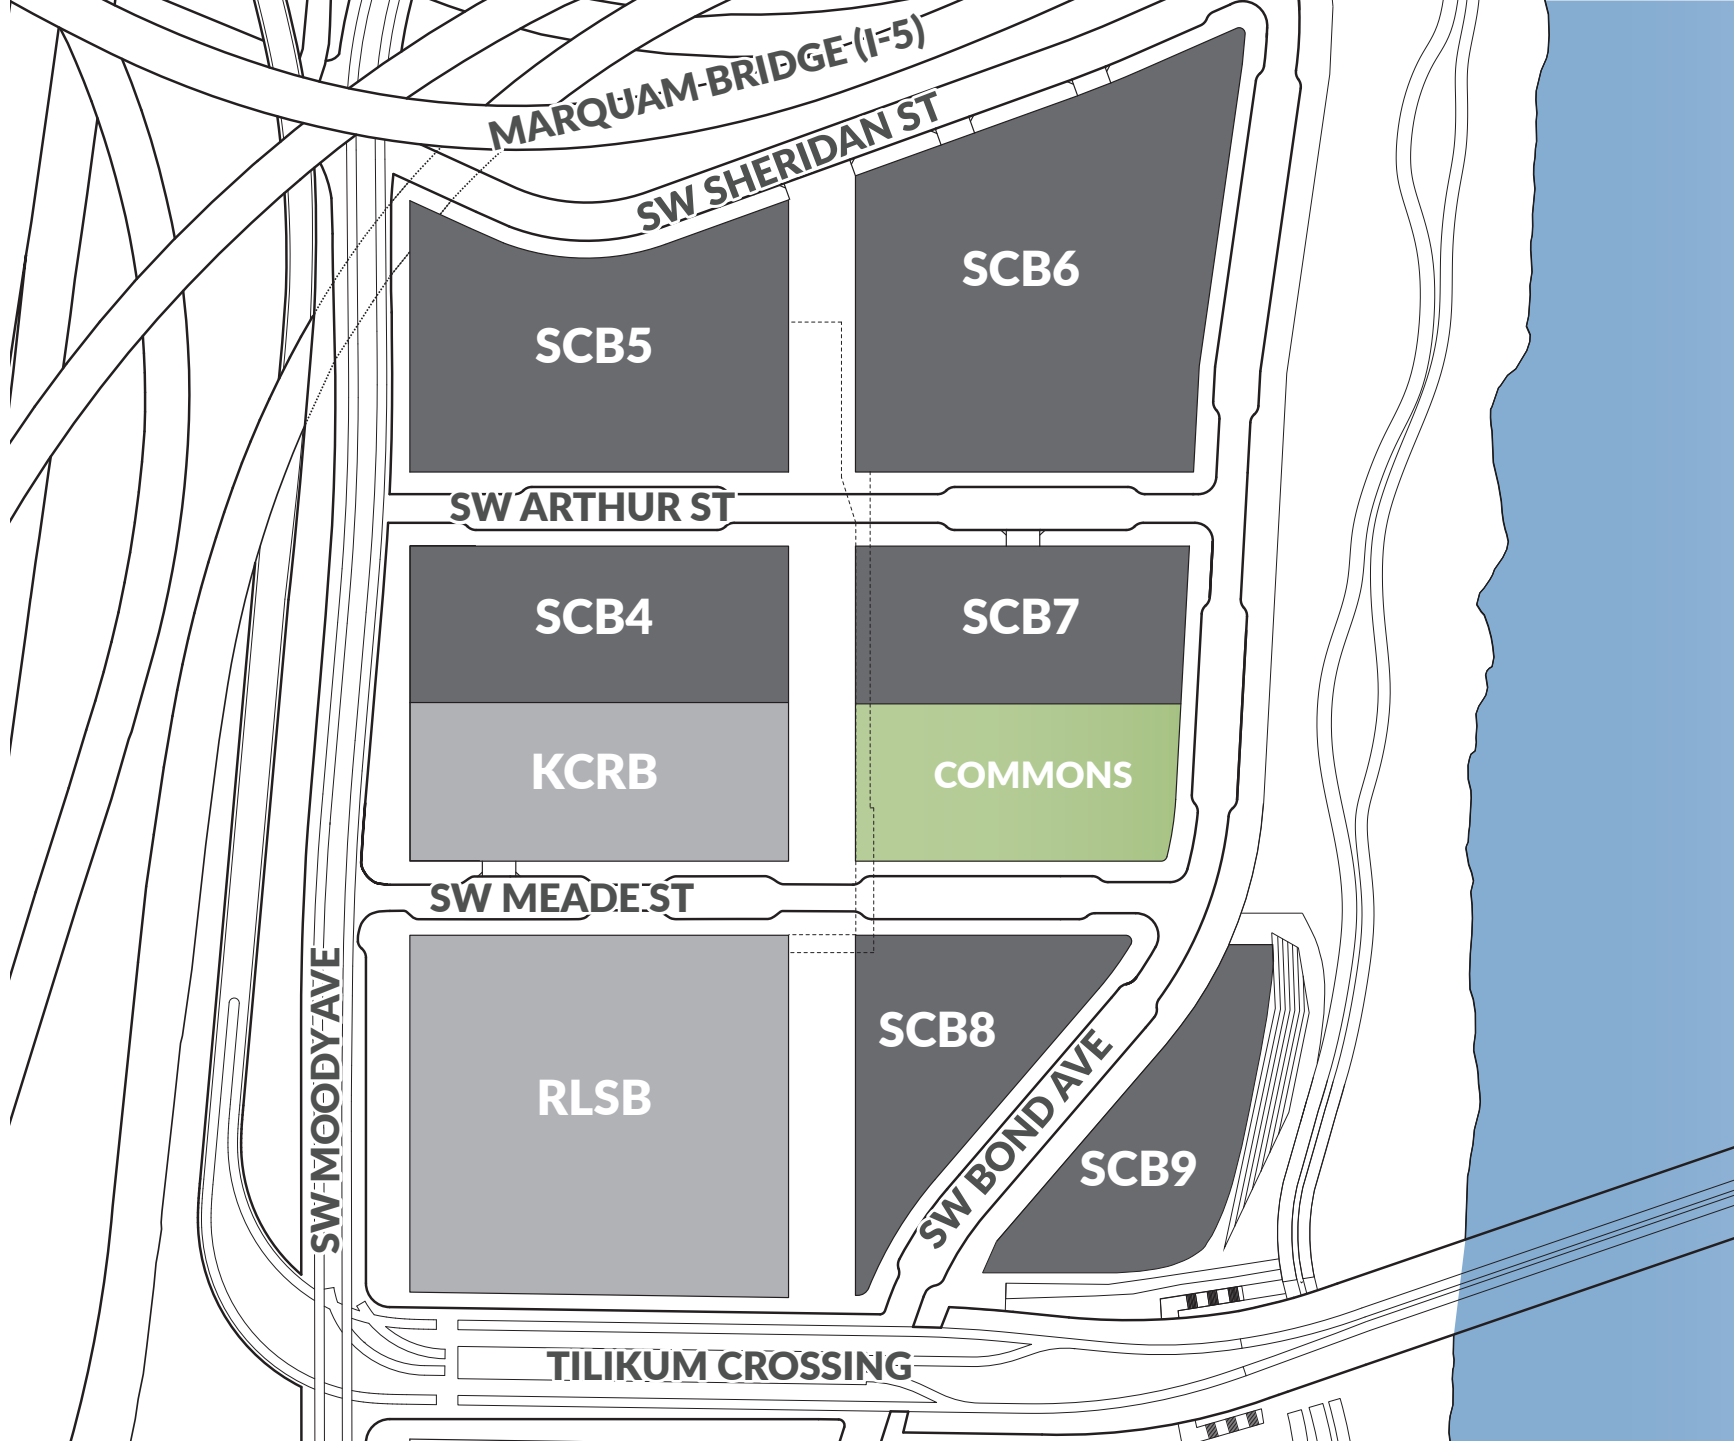 MARQUAM BRIDGE (I-5)
SW SHERIDAN ST
SCB6
SCB5
SW ARTHUR ST
SCB4
SCB7
KCRB
COMMONS
SW MEADE ST
SW MOODY AVE
SCB8
RLSB
SW BOND AVE
SCB9
TILIKUM CROSSING